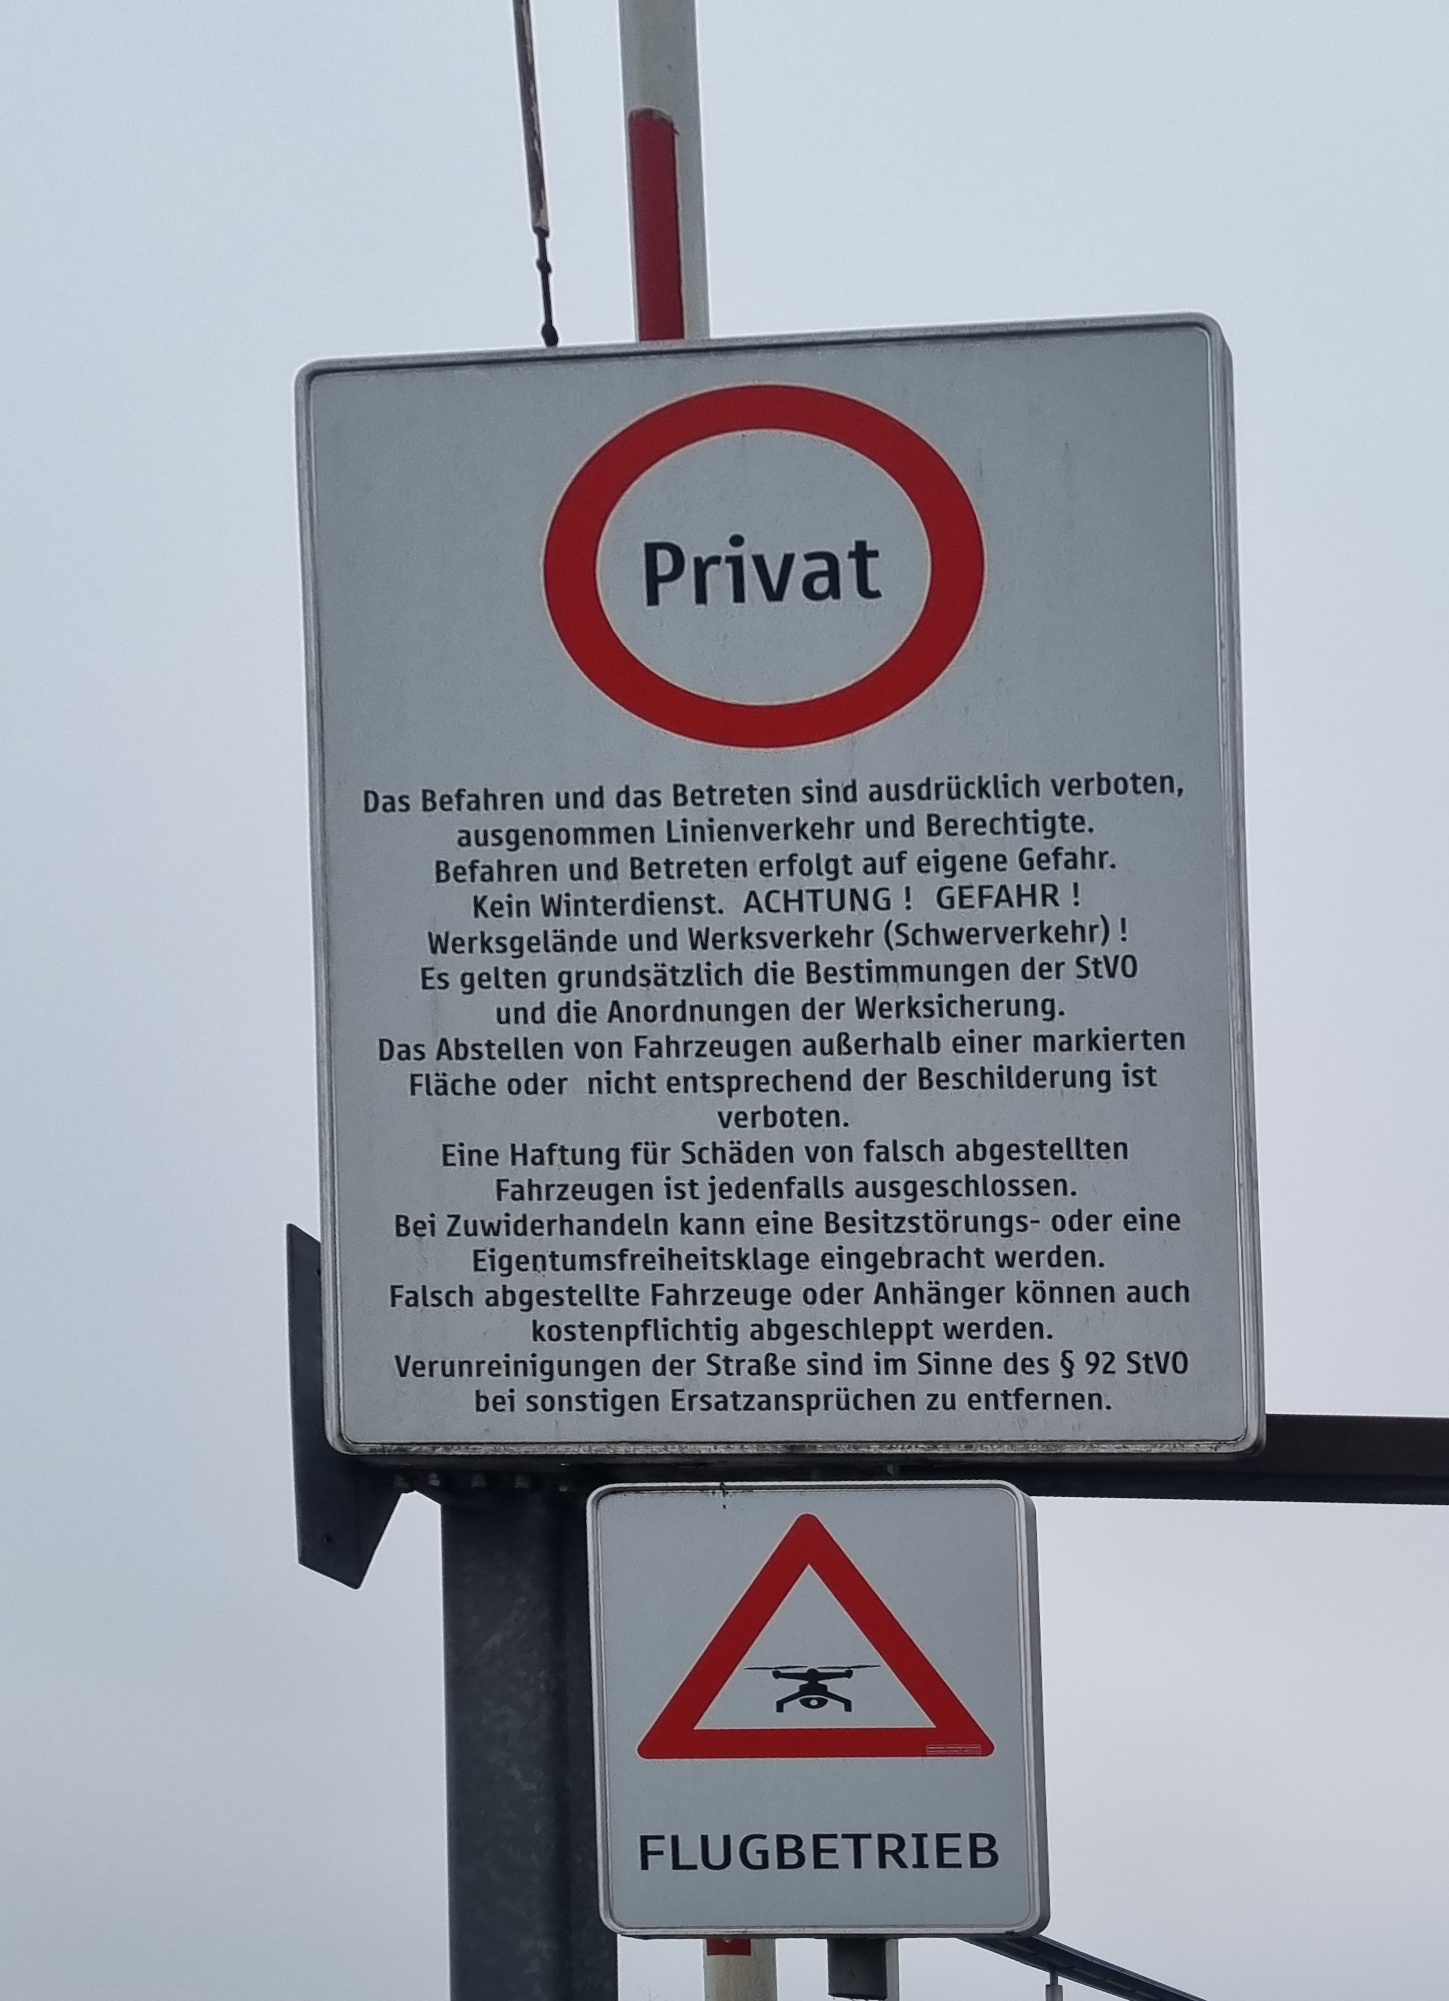 Privat
Das Befahren und das Betreten sind ausdrücklich verboten,
ausgenommen Linienverkehr und Berechtigte.
Befahren und Betreten erfolgt auf eigene Gefahr.
Kein Winterdienst. ACHTUNG ! GEFAHR !
Werksgelände und Werksverkehr (Schwerverkehr) !
Es gelten grundsätzlich die Bestimmungen der StVO
und die Anordnungen der Werksicherung.
Das Abstellen von Fahrzeugen außerhalb einer markierten
Fläche oder nicht entsprechend der Beschilderung ist
verboten.
Eine Haftung für Schäden von falsch abgestellten
Fahrzeugen ist jedenfalls ausgeschlossen.
Bei Zuwiderhandeln kann eine Besitzstörungs- oder eine
Eigentumsfreiheitsklage eingebracht werden.
Falsch abgestellte Fahrzeuge oder Anhänger können auch
kostenpflichtig abgeschleppt werden.
Verunreinigungen der Straße sind im Sinne des § 92 StVO
bei sonstigen Ersatzansprüchen zu entfernen.
FLUGBETRIEB